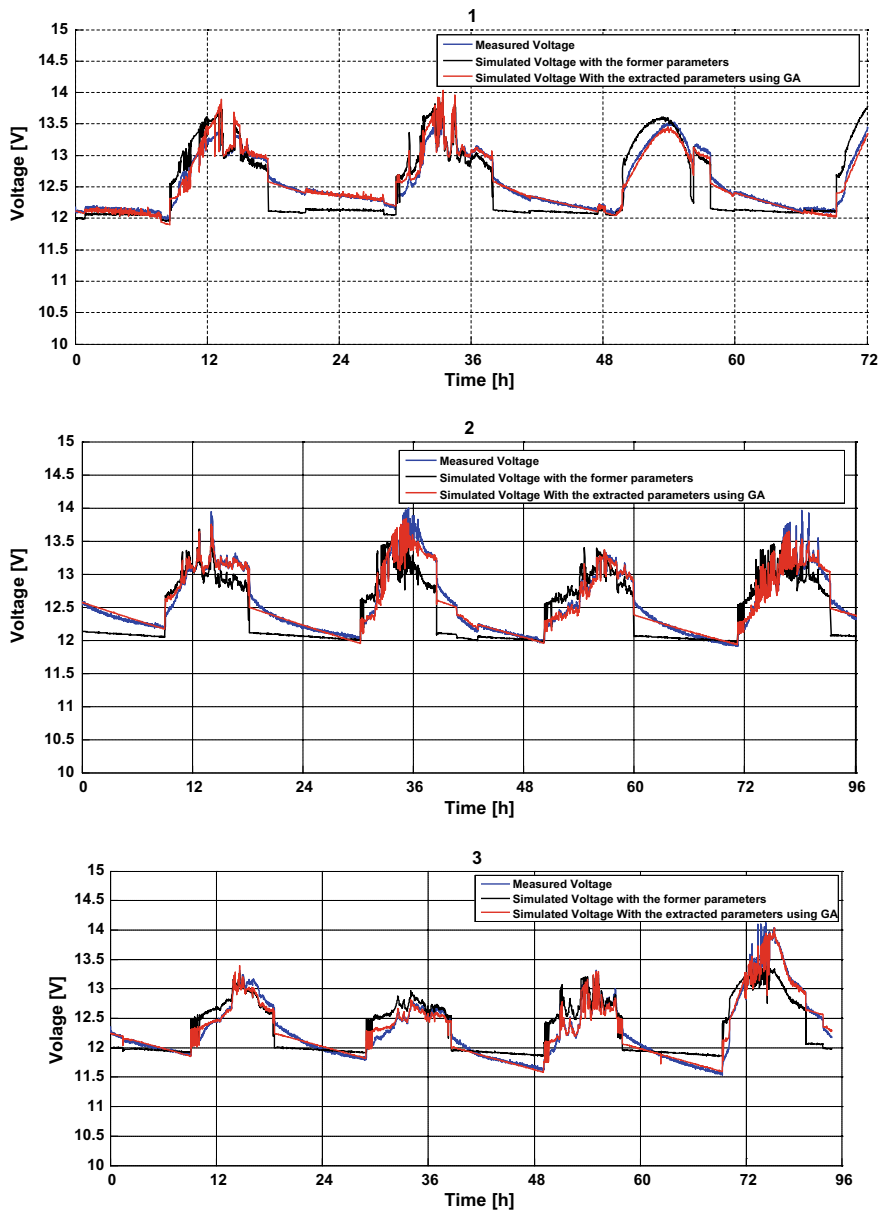 1
15
14.5
14
13.5
13
12.5
12
11.5
11
10.5
10
Voltage [V]
Measured Voltage
Simulated Voltage with the former parameters
Simulated Voltage With the extracted parameters using GA
0 12 24 36 48 60 72
Time [h]
2
15
14.5
14
13.5
13
12.5
12
11.5
11
10.5
10
Voltage [V]
Measured Voltage
Simulated Voltage with the former parameters
Simulated Voltage With the extracted parameters using GA
0 12 24 36 48 60 72 96
Time [h]
3
15
14.5
14
13.5
13
12.5
12
11.5
11
10.5
10
Volage [V]
Measured Voltage
Simulated Voltage with the former parameters
Simulated Voltage With the extracted parameters using GA
0 12 24 36 48 60 72 96
Time [h]